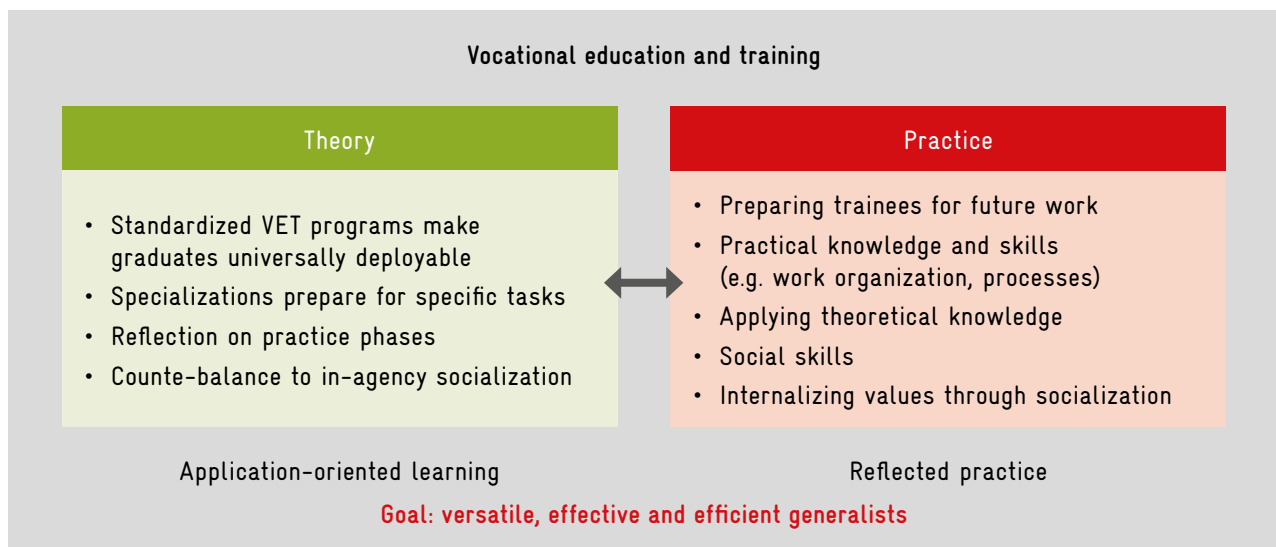 Vocational education and training
Theory
• Standardized VET programs make
graduates universally deployable
• Specializations prepare for specific tasks
• Reflection on practice phases
• Counte-balance to in-agency socialization
Practice
• Preparing trainees for future work
• Practical knowledge and skills
(e.g. work organization, processes)
• Applying theoretical knowledge
• Social skills
• Internalizing values through socialization
Application-oriented learning
Reflected practice
Goal: versatile, effective and efficient generalists